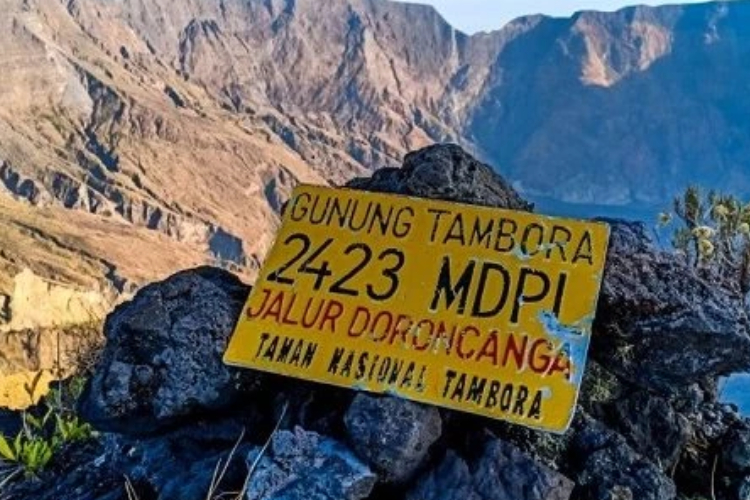 GUNUNG TAMBORA
2423 MDPL
JALUR DORONCANGA
TAMAN NASIONAL TAMBORA